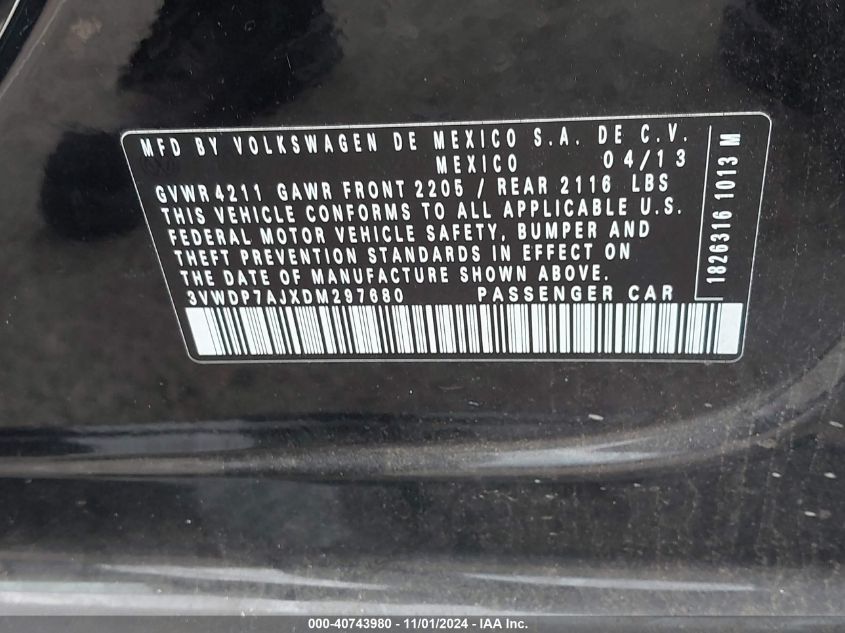 MFD BY VOLKSWAGEN DE MEXICO S.A. DE C.V.
MEXICO 04/13
GVWR 4211 GAWR FRONT 2205 / REAR 2116 LBS
THIS VEHICLE CONFORMS TO ALL APPLICABLE U.S.
FEDERAL MOTOR VEHICLE SAFETY, BUMPER AND
THEFT PREVENTION STANDARDS IN EFFECT ON
THE DATE OF MANUFACTURE SHOWN ABOVE.
3VWDP7AJXDM297680 PASSENGER CAR
1826316 1013 M
000-40743980 - 11/01/2024 - IAA Inc.